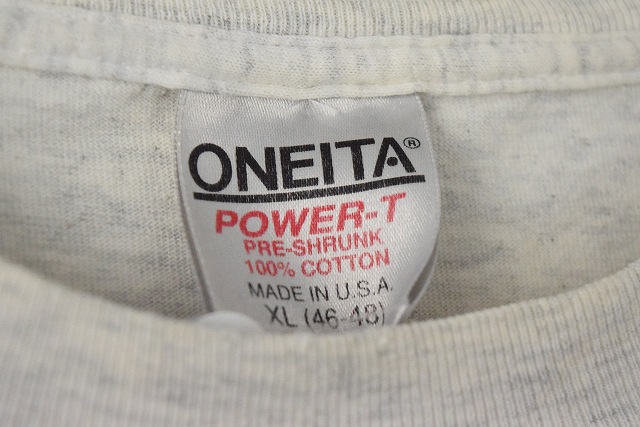 ONEITA®
POWER-T
PRE-SHRUNK
100% COTTON
MADE IN U.S.A.
XL (46-48)